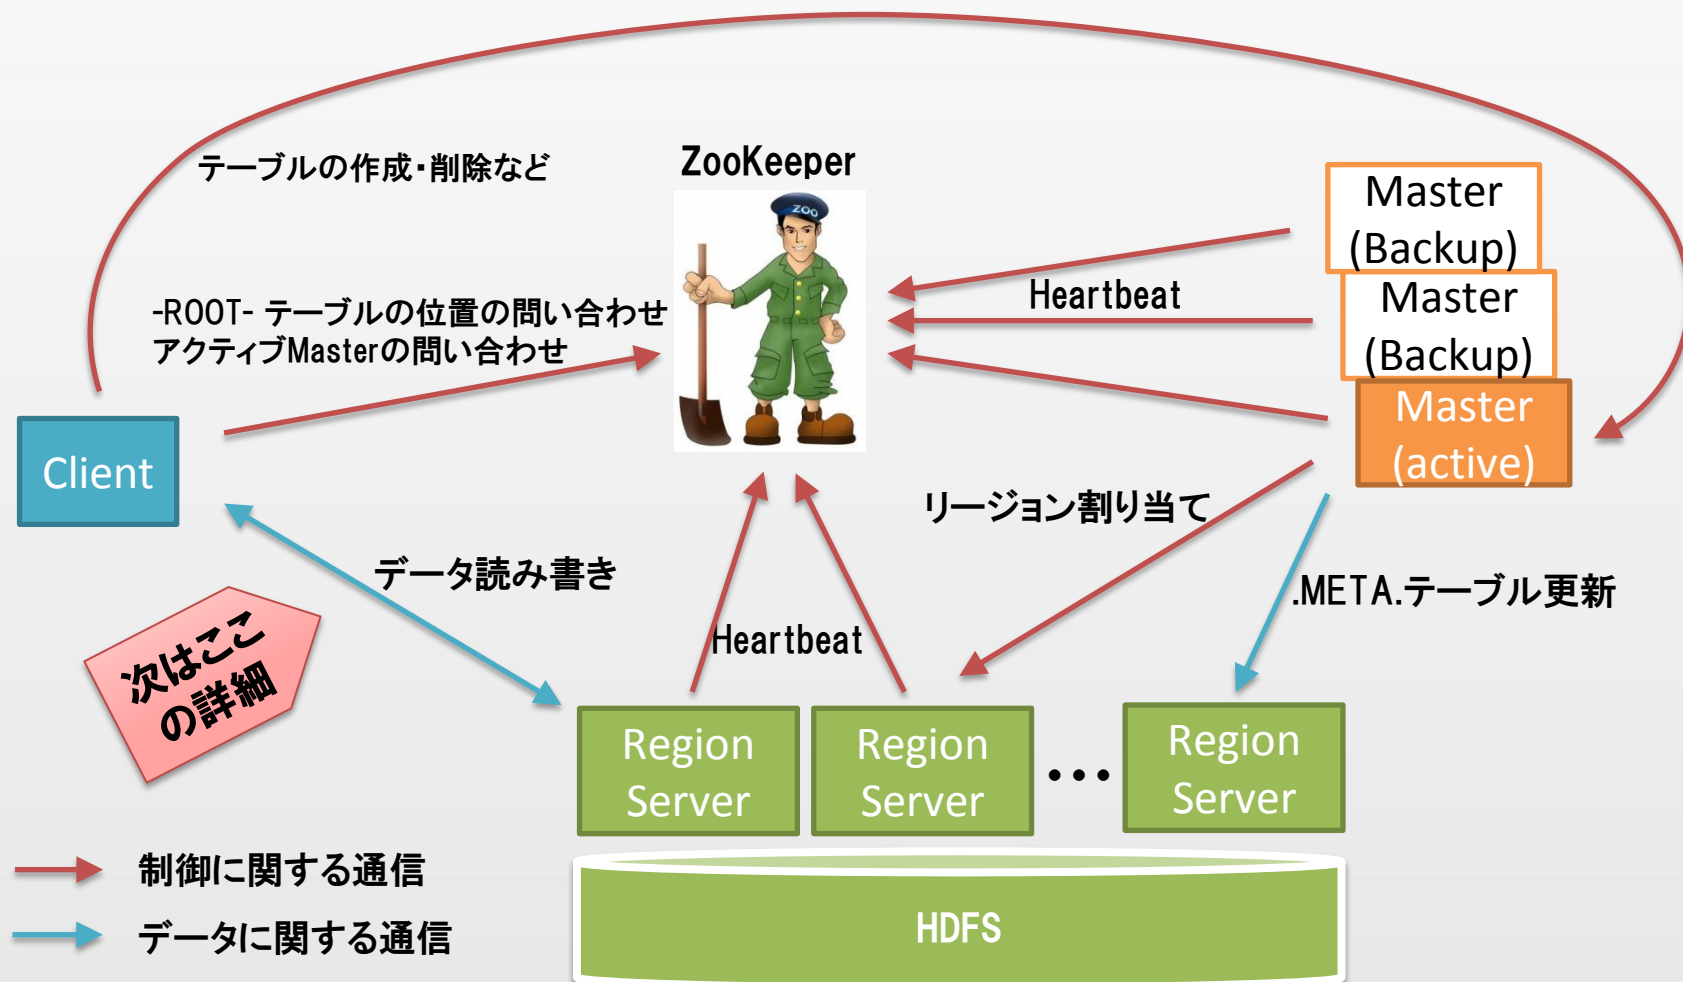 テーブルの作成・削除など
ZooKeeper
ZOO
Master
(Backup)
Master
(Backup)
Master
(active)
Heartbeat
-ROOT- テーブルの位置の問い合わせ
アクティブMasterの問い合わせ
Client
リージョン割り当て
データ読み書き
.META.テーブル更新
Heartbeat
次はここ
の詳細
Region
Server
Region
Server
•••
Region
Server
制御に関する通信
データに関する通信
HDFS